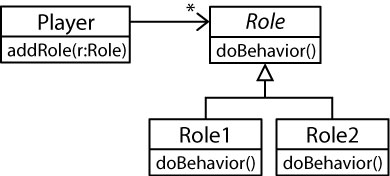 Player
addRole(r:Role)
*
Role
doBehavior()
Role1
doBehavior()
Role2
doBehavior()